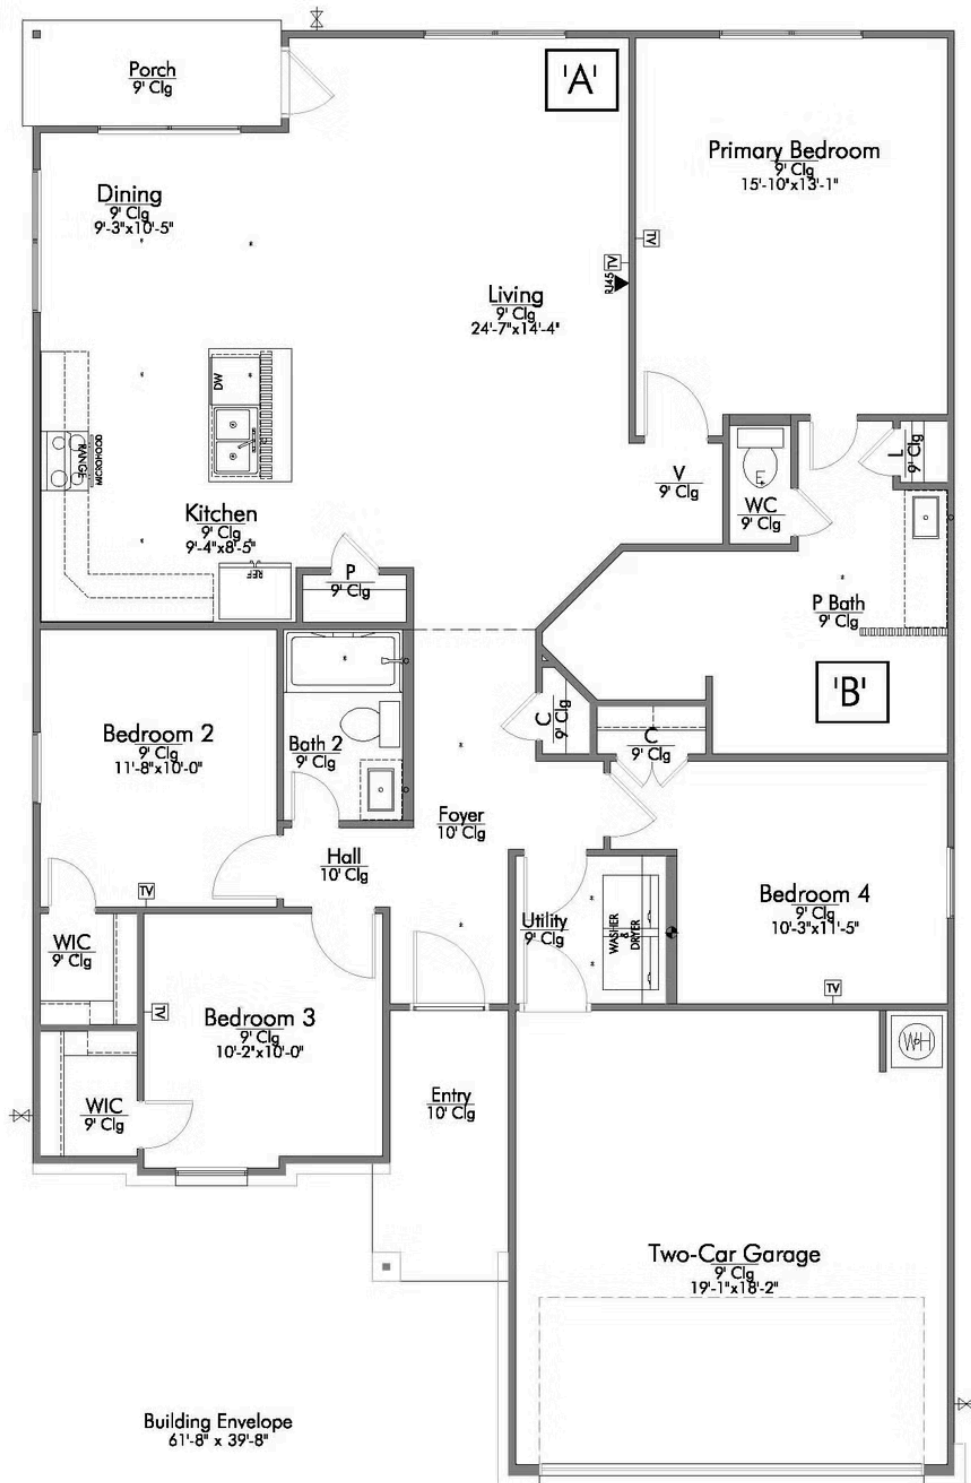 Porch
9' Clg
'A'
Primary Bedroom
9' Clg
15'-10"x13'-1"
Dining
9' Clg
9'-3"x10'-5"
TV
TV
RJ45
Living
9' Clg
24'-7"x14'-4"
DW
RANGE
MICROHOOD
L
9' Clg
V
9' Clg
WC
9' Clg
Kitchen
9' Clg
9'-4"x8'-5"
REF
P
9' Clg
P Bath
9' Clg
'B'
C
9' Clg
C
9' Clg
Bedroom 2
9' Clg
11'-8"x10'-0"
Bath 2
9' Clg
Foyer
10' Clg
Hall
10' Clg
TV
Bedroom 4
9' Clg
10'-3"x11'-5"
Utility
9' Clg
WASHER
&
DRYER
WIC
9' Clg
TV
TV
Bedroom 3
9' Clg
10'-2"x10'-0"
WH
WIC
9' Clg
Entry
10' Clg
Two-Car Garage
9' Clg
19'-1"x18'-2"
Building Envelope
61'-8" x 39'-8"